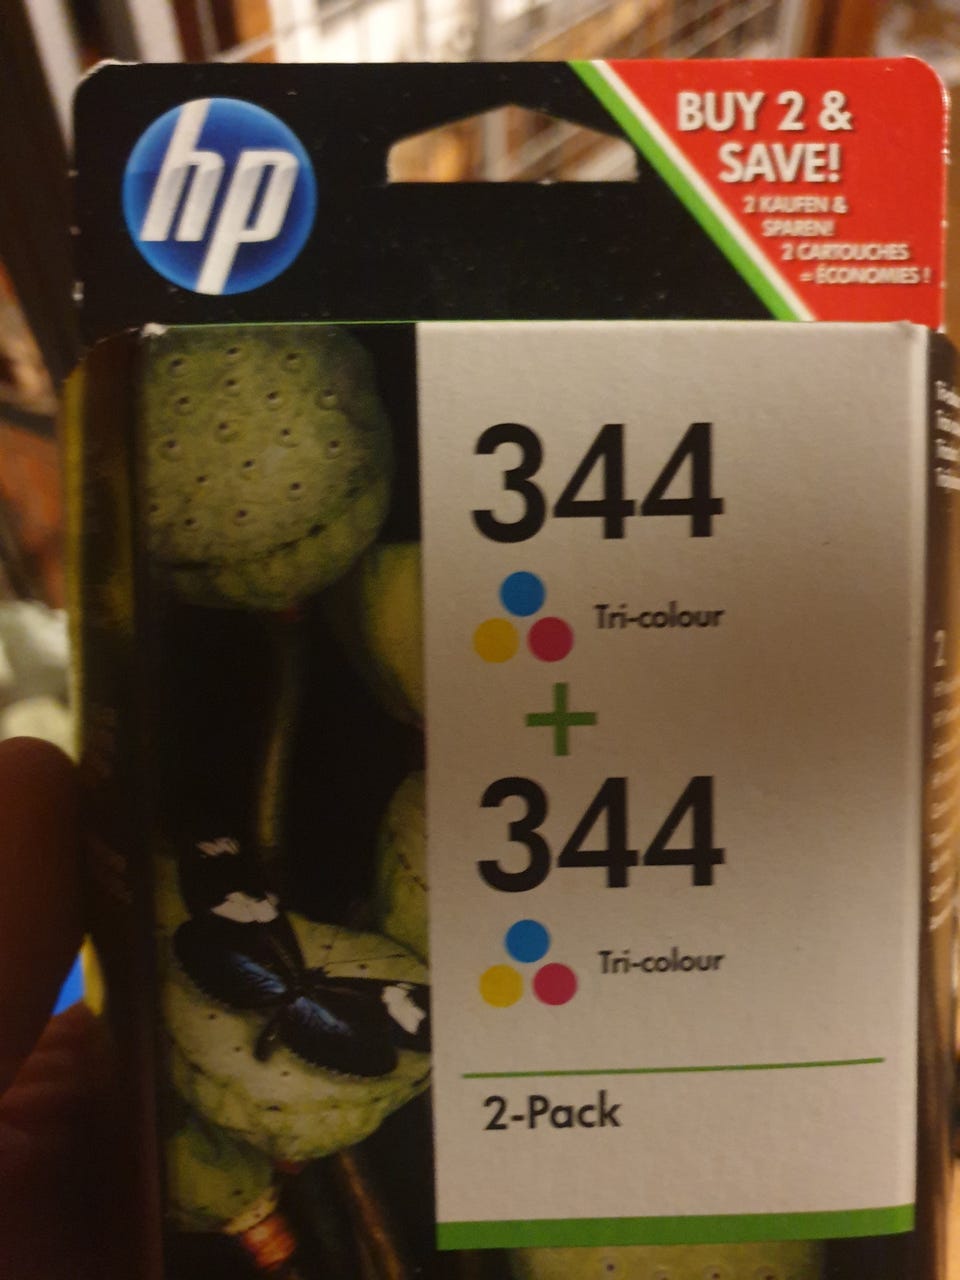 hp
BUY 2 &
SAVE!
2 KAUFEN &
SPAREN!
2 CARTOUCHES
= ÉCONOMIES !
344
Tri-colour
+
344
Tri-colour
2-Pack